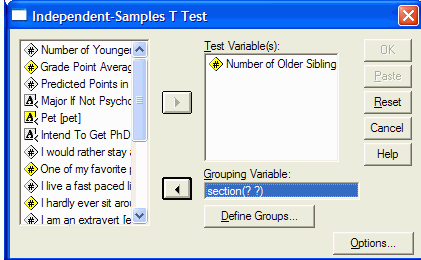 Independent-Samples T Test
Number of Younger
Grade Point Averag
Predicted Points in
Major If Not Psycho
Pet [pet]
Intend To Get PhD
I would rather stay a
One of my favorite p
I live a fast paced li
I hardly ever sit arou
I am an extravert [e
Test Variable(s):
Number of Older Sibling
Grouping Variable:
section(? ?)
Define Groups...
OK
Paste
Reset
Cancel
Help
Options...